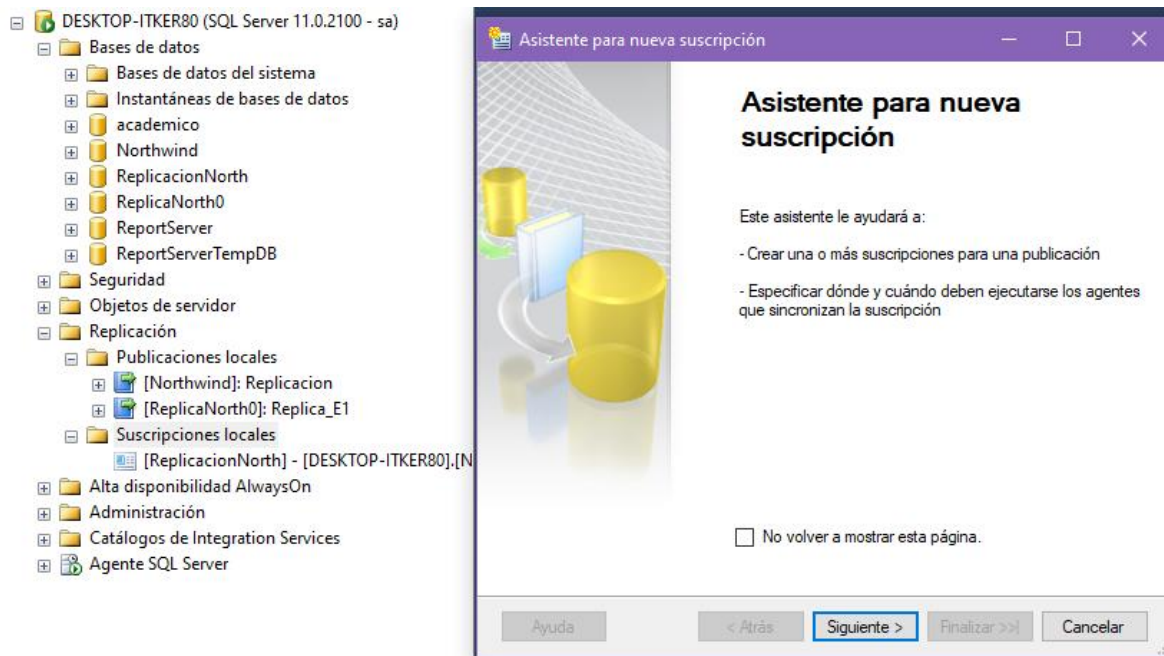 DESKTOP-ITKER80 (SQL Server 11.0.2100 - sa)
Bases de datos
Bases de datos del sistema
Instantáneas de bases de datos
academico
Northwind
ReplicacionNorth
ReplicaNorth0
ReportServer
ReportServerTempDB
Seguridad
Objetos de servidor
Replicación
Publicaciones locales
[Northwind]: Replicacion
[ReplicaNorth0]: Replica_E1
Suscripciones locales
[ReplicacionNorth] - [DESKTOP-ITKER80].[N
Alta disponibilidad AlwaysOn
Administración
Catálogos de Integration Services
Agente SQL Server
Asistente para nueva suscripción
Asistente para nueva
suscripción
Este asistente le ayudará a:
- Crear una o más suscripciones para una publicación
- Especificar dónde y cuándo deben ejecutarse los agentes
que sincronizan la suscripción
No volver a mostrar esta página.
Ayuda
< Atrás
Siguiente >
Finalizar >>|
Cancelar